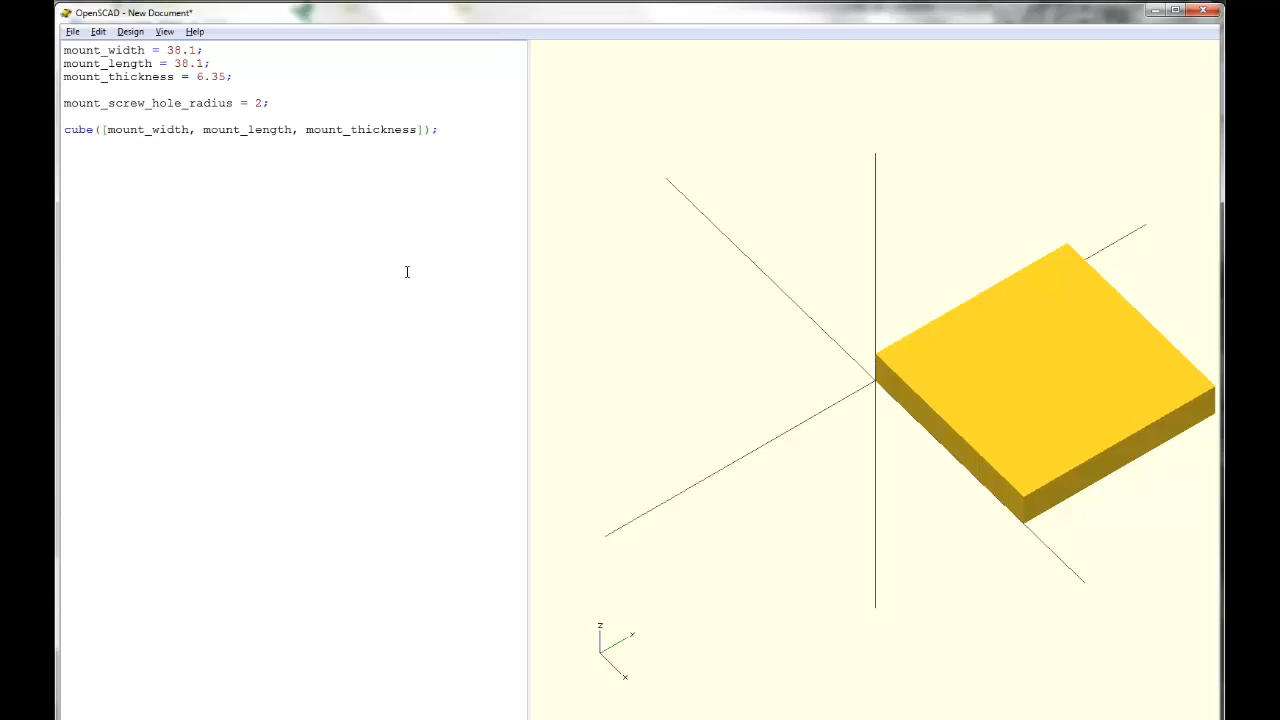 OpenSCAD - New Document*
File Edit Design View Help
mount_width = 38.1;
mount_length = 38.1;
mount_thickness = 6.35;
mount_screw_hole_radius = 2;
cube([mount_width, mount_length, mount_thickness]);
z
y
x